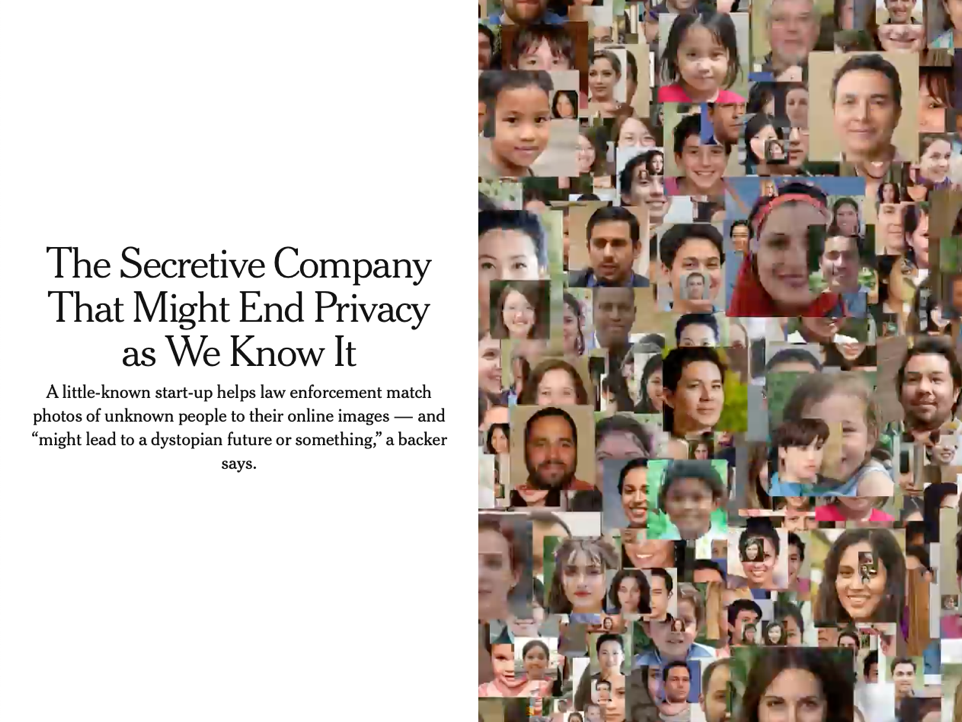 The Secretive Company
That Might End Privacy
as We Know It
A little-known start-up helps law enforcement match
photos of unknown people to their online images — and
“might lead to a dystopian future or something,” a backer
says.